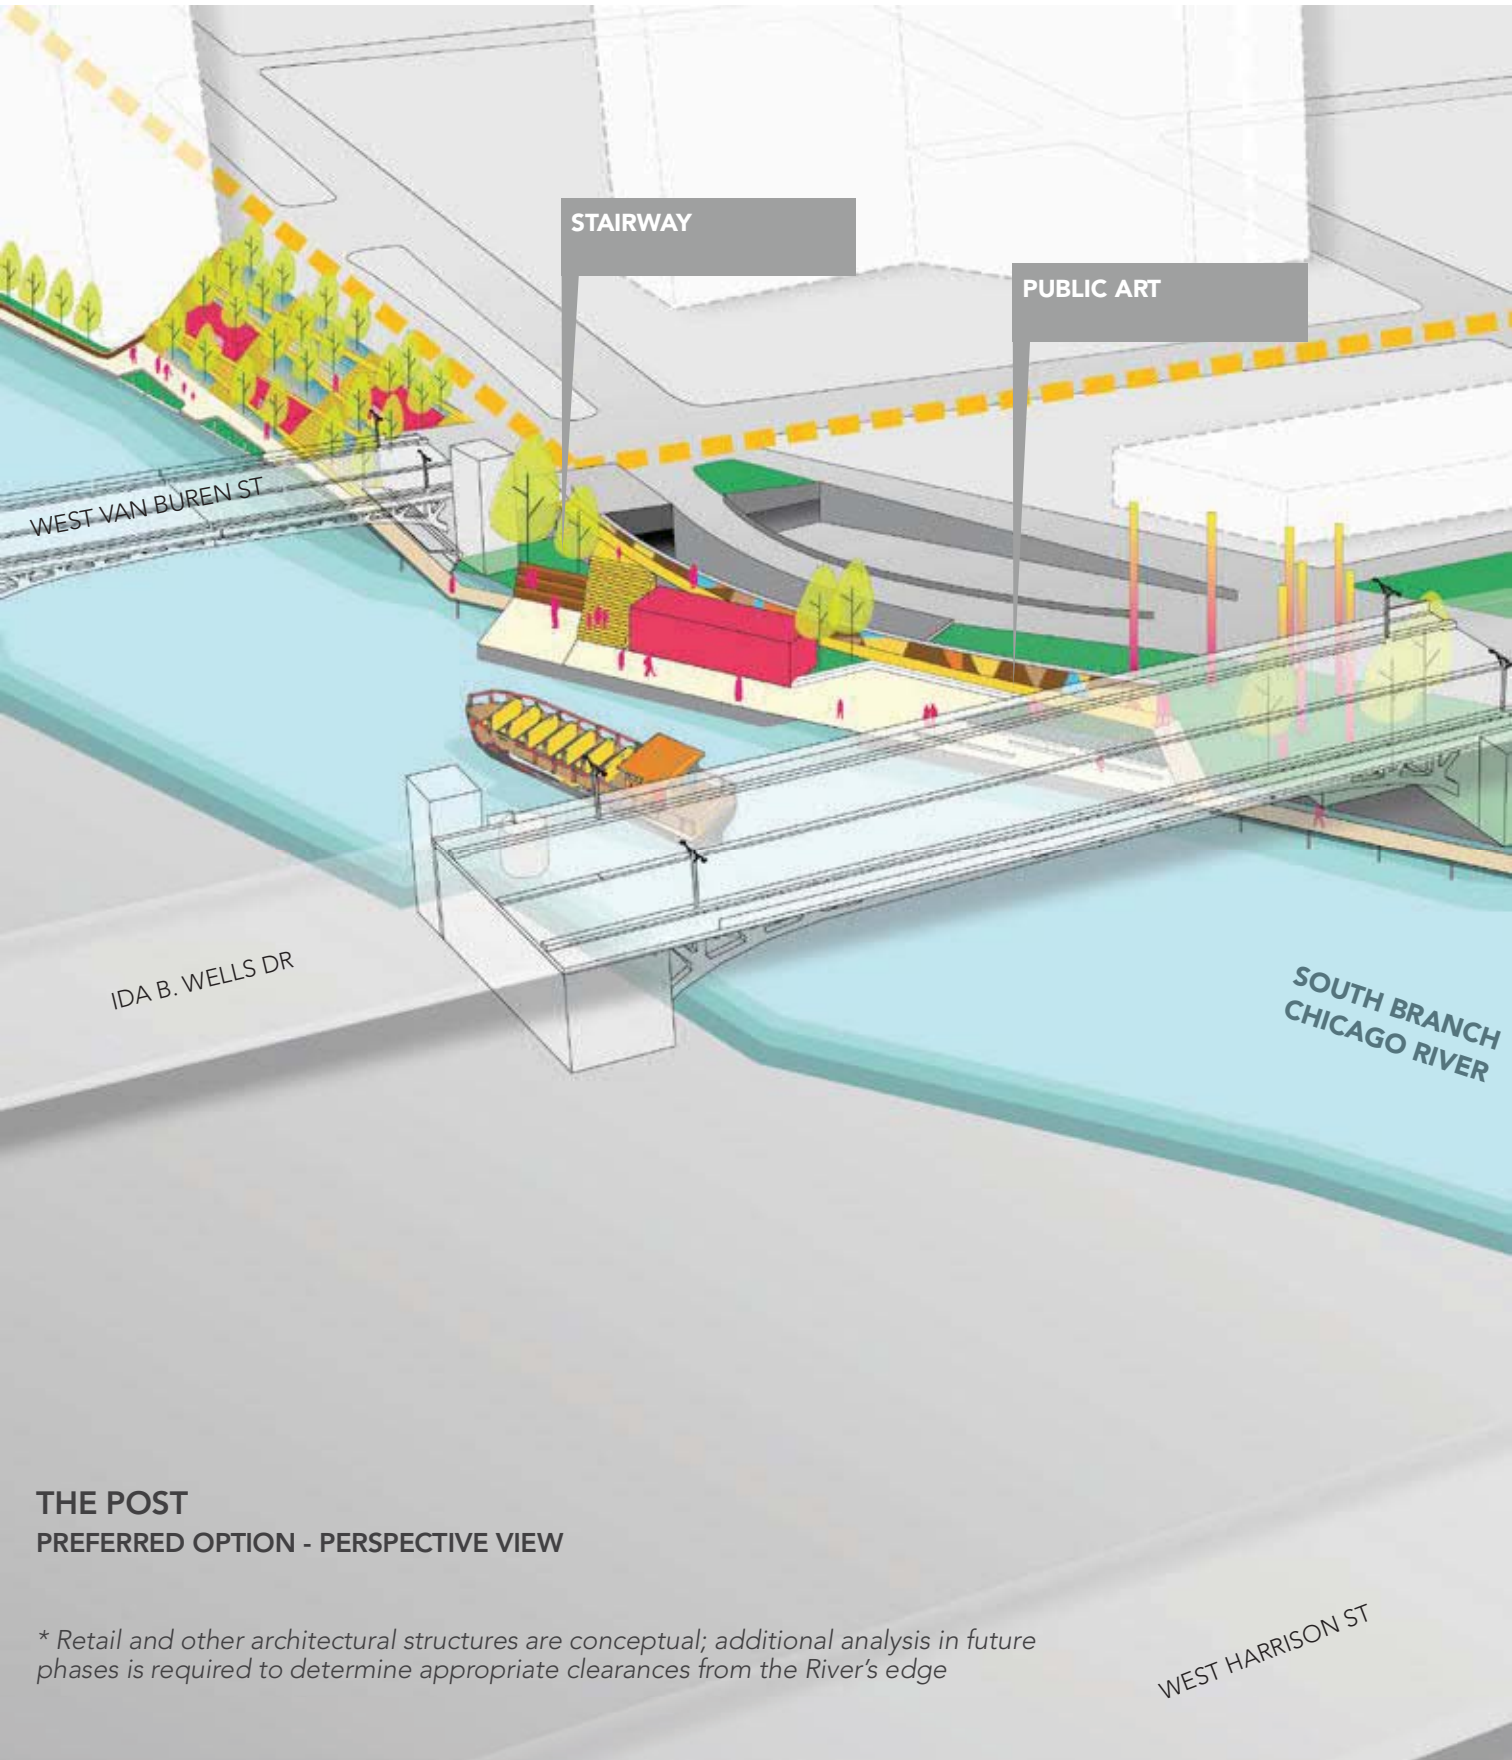 STAIRWAY
PUBLIC ART
WEST VAN BUREN ST
IDA B. WELLS DR
SOUTH BRANCH
CHICAGO RIVER
THE POST
PREFERRED OPTION - PERSPECTIVE VIEW
* Retail and other architectural structures are conceptual; additional analysis in future
phases is required to determine appropriate clearances from the River's edge
WEST HARRISON ST